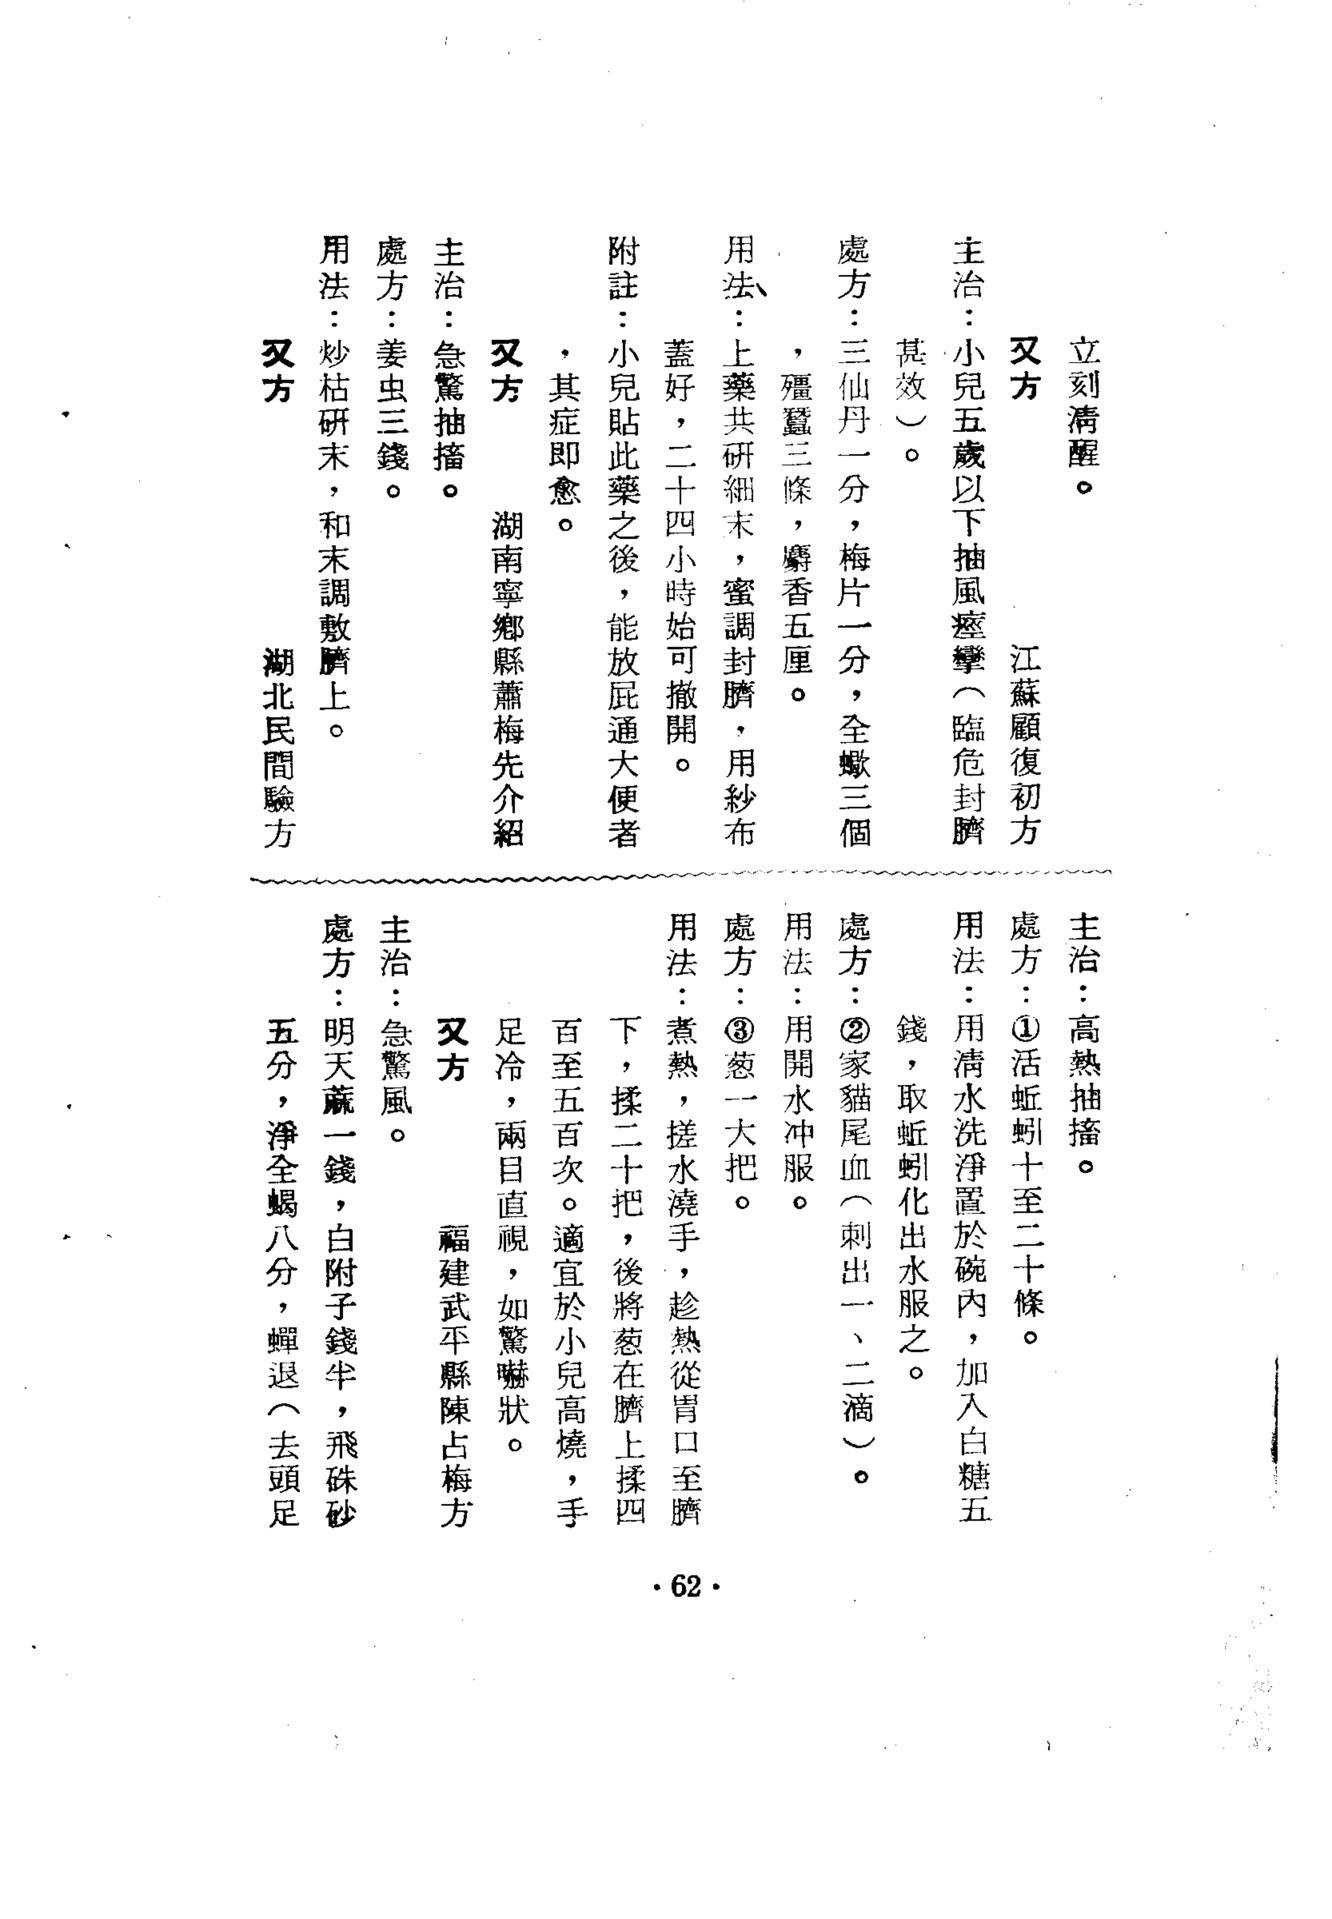 立刻清醒。
又方　江蘇顧復初方
主治：小兒五歲以下抽風痙攣（臨危封臍
甚效）。
處方：三仙丹一分，梅片一分，全蠍三個
，殭蠶三條，麝香五厘。
用法：上藥共研細末，蜜調封臍，用紗布
蓋好，二十四小時始可撤開。
附註：小兒貼此藥之後，能放屁通大便者
，其症即愈。
又方　湖南寧鄉縣蕭梅先介紹
主治：急驚抽搐。
處方：姜虫三錢。
用法：炒枯研末，和末調敷臍上。
又方　湖北民間驗方
主治：高熱抽搐。
處方：①活蚯蚓十至二十條。
用法：用清水洗淨置於碗內，加入白糖五
錢，取蚯蚓化出水服之。
處方：②家貓尾血（刺出一、二滴）。
用法：用開水冲服。
處方：③葱一大把。
用法：煮熱，搓水澆手，趁熱從胃口至臍
下，揉二十把，後將葱在臍上揉四
百至五百次。適宜於小兒高燒，手
足冷，兩目直視，如驚嚇狀。
又方　福建武平縣陳占梅方
主治：急驚風。
處方：明天蔴一錢，白附子錢半，飛硃砂
五分，淨全蝎八分，蟬退（去頭足
·62·